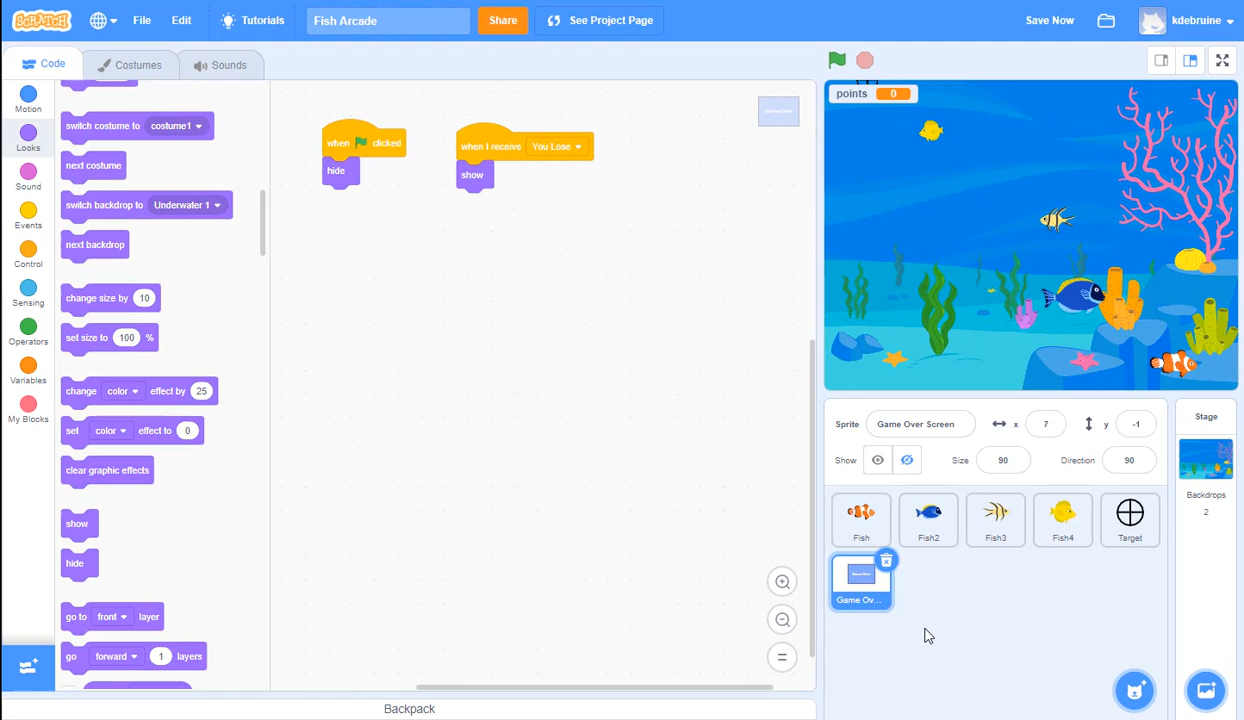 SCRATCH File Edit Tutorials Fish Arcade Share See Project Page Save Now kdebruine
Code Costumes Sounds
Motion
Looks
Sound
Events
Control
Sensing
Operators
Variables
My Blocks
switch costume to costume1
next costume
switch backdrop to Underwater 1
next backdrop
change size by 10
set size to 100 %
change color effect by 25
set color effect to 0
clear graphic effects
show
hide
go to front layer
go forward 1 layers
when clicked
hide
when I receive You Lose
show
points 0
Sprite Game Over Screen x 7 y -1
Show Size 90 Direction 90
Fish Fish2 Fish3 Fish4 Target
Game Ov...
Stage
Backdrops
2
Backpack